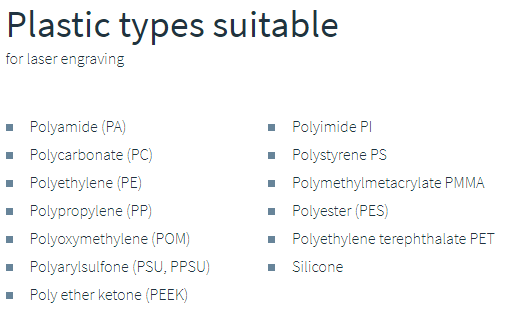 Plastic types suitable
for laser engraving
Polyamide (PA)
Polycarbonate (PC)
Polyethylene (PE)
Polypropylene (PP)
Polyoxymethylene (POM)
Polyarylsulfone (PSU, PPSU)
Poly ether ketone (PEEK)
Polyimide PI
Polystyrene PS
Polymethylmetacrylate PMMA
Polyester (PES)
Polyethylene terephthalate PET
Silicone